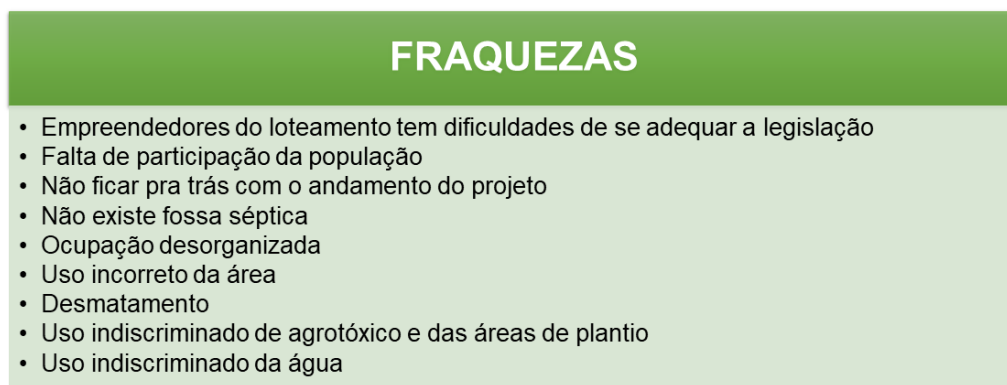 FRAQUEZAS
• Empreendedores do loteamento tem dificuldades de se adequar a legislação
• Falta de participação da população
• Não ficar pra trás com o andamento do projeto
• Não existe fossa séptica
• Ocupação desorganizada
• Uso incorreto da área
• Desmatamento
• Uso indiscriminado de agrotóxico e das áreas de plantio
• Uso indiscriminado da água